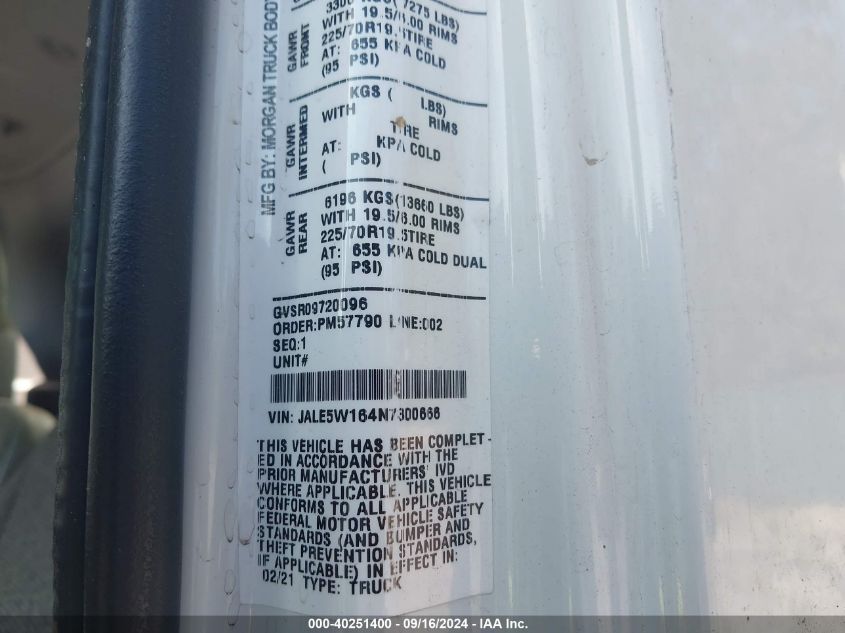 MFG BY: MORGAN TRUCK BODY
GAWR FRONT
7275 LBS)
WITH 19.5/6.00 RIMS
225/70R19.5TIRE
AT: 655 KPA COLD
(95 PSI)
GAWR INTERMED
KGS ( LBS)
WITH RIMS
TIRE
AT: KPA COLD
( PSI)
GAWR REAR
6196 KGS(13660 LBS)
WITH 19.5/6.00 RIMS
225/70R19.5TIRE
AT: 655 KPA COLD DUAL
(95 PSI)
GVSR09720096
ORDER:PM57790 LINE:002
SEQ:1
UNIT#
VIN: JALE5W164N7300666
THIS VEHICLE HAS BEEN COMPLET-
ED IN ACCORDANCE WITH THE
PRIOR MANUFACTURERS' IVD
WHERE APPLICABLE. THIS VEHICLE
CONFORMS TO ALL APPLICABLE
FEDERAL MOTOR VEHICLE SAFETY
STANDARDS (AND BUMPER AND
THEFT PREVENTION STANDARDS,
IF APPLICABLE) IN EFFECT IN:
02/21 TYPE: TRUCK
000-40251400 - 09/16/2024 - IAA Inc.